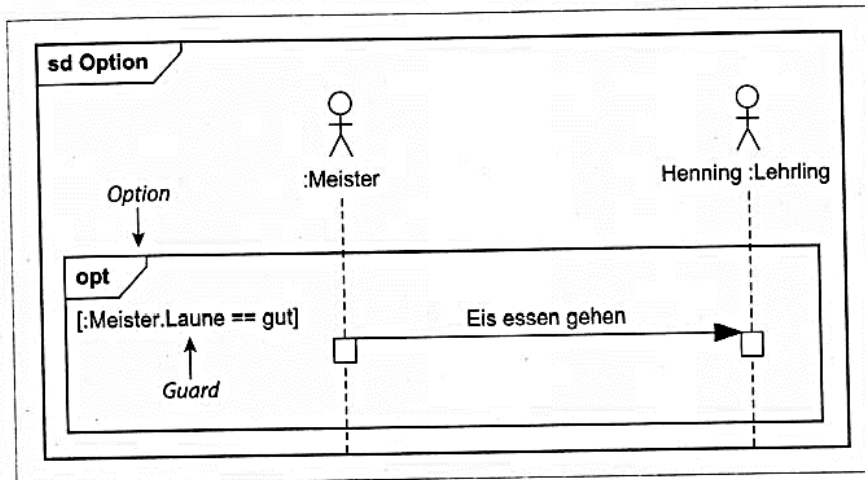 sd Option
:Meister
Henning :Lehrling
Option
opt
[:Meister.Laune == gut]
Eis essen gehen
Guard